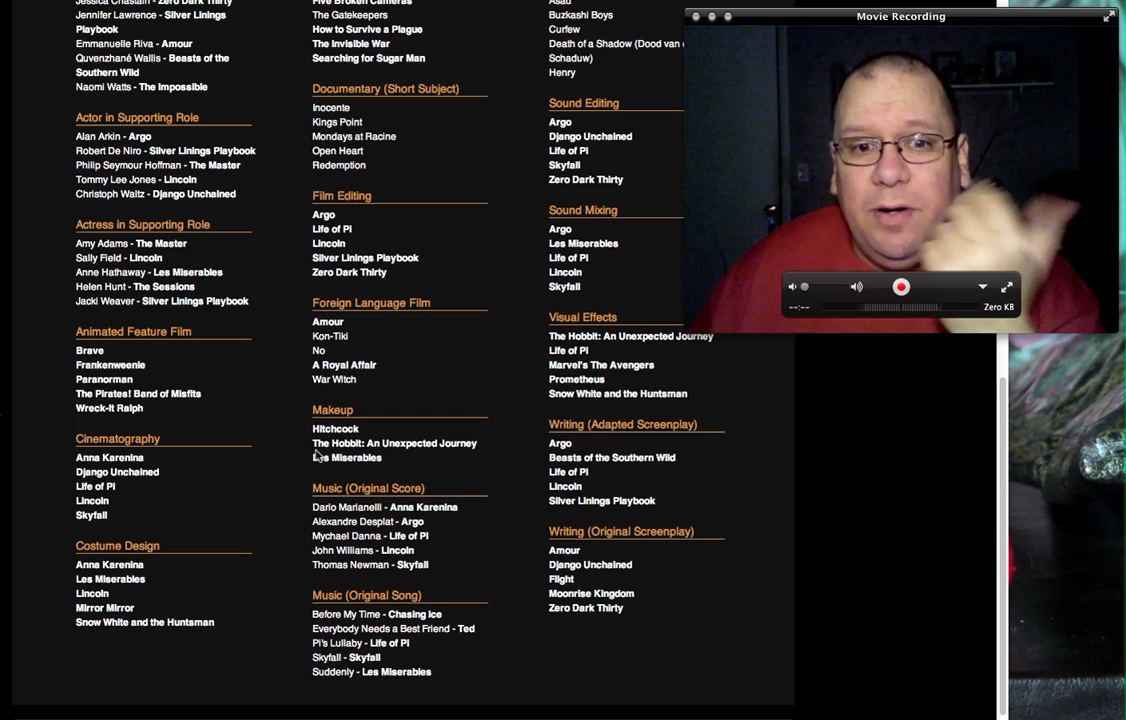 Jessica Chastain - Zero Dark Thirty
Jennifer Lawrence - Silver Linings
Playbook
Emmanuelle Riva - Amour
Quvenzhané Wallis - Beasts of the
Southern Wild
Naomi Watts - The Impossible
Actor in Supporting Role
Alan Arkin - Argo
Robert De Niro - Silver Linings Playbook
Philip Seymour Hoffman - The Master
Tommy Lee Jones - Lincoln
Christoph Waltz - Django Unchained
Actress in Supporting Role
Amy Adams - The Master
Sally Field - Lincoln
Anne Hathaway - Les Miserables
Helen Hunt - The Sessions
Jacki Weaver - Silver Linings Playbook
Animated Feature Film
Brave
Frankenweenie
Paranorman
The Pirates! Band of Misfits
Wreck-It Ralph
Cinematography
Anna Karenina
Django Unchained
Life of Pi
Lincoln
Skyfall
Costume Design
Anna Karenina
Les Miserables
Lincoln
Mirror Mirror
Snow White and the Huntsman
Five Broken Cameras
The Gatekeepers
How to Survive a Plague
The Invisible War
Searching for Sugar Man
Documentary (Short Subject)
Inocente
Kings Point
Mondays at Racine
Open Heart
Redemption
Film Editing
Argo
Life of Pi
Lincoln
Silver Linings Playbook
Zero Dark Thirty
Foreign Language Film
Amour
Kon-Tiki
No
A Royal Affair
War Witch
Makeup
Hitchcock
The Hobbit: An Unexpected Journey
Les Miserables
Music (Original Score)
Dario Marianelli - Anna Karenina
Alexandre Desplat - Argo
Mychael Danna - Life of Pi
John Williams - Lincoln
Thomas Newman - Skyfall
Music (Original Song)
Before My Time - Chasing Ice
Everybody Needs a Best Friend - Ted
Pi's Lullaby - Life of Pi
Skyfall - Skyfall
Suddenly - Les Miserables
Asad
Buzkashi Boys
Curfew
Death of a Shadow (Dood van
Schaduw)
Henry
Sound Editing
Argo
Django Unchained
Life of Pi
Skyfall
Zero Dark Thirty
Sound Mixing
Argo
Les Miserables
Life of Pi
Lincoln
Skyfall
Visual Effects
The Hobbit: An Unexpected Journey
Life of Pi
Marvel's The Avengers
Prometheus
Snow White and the Huntsman
Writing (Adapted Screenplay)
Argo
Beasts of the Southern Wild
Life of Pi
Lincoln
Silver Linings Playbook
Writing (Original Screenplay)
Amour
Django Unchained
Flight
Moonrise Kingdom
Zero Dark Thirty
Movie Recording
--:--
Zero KB